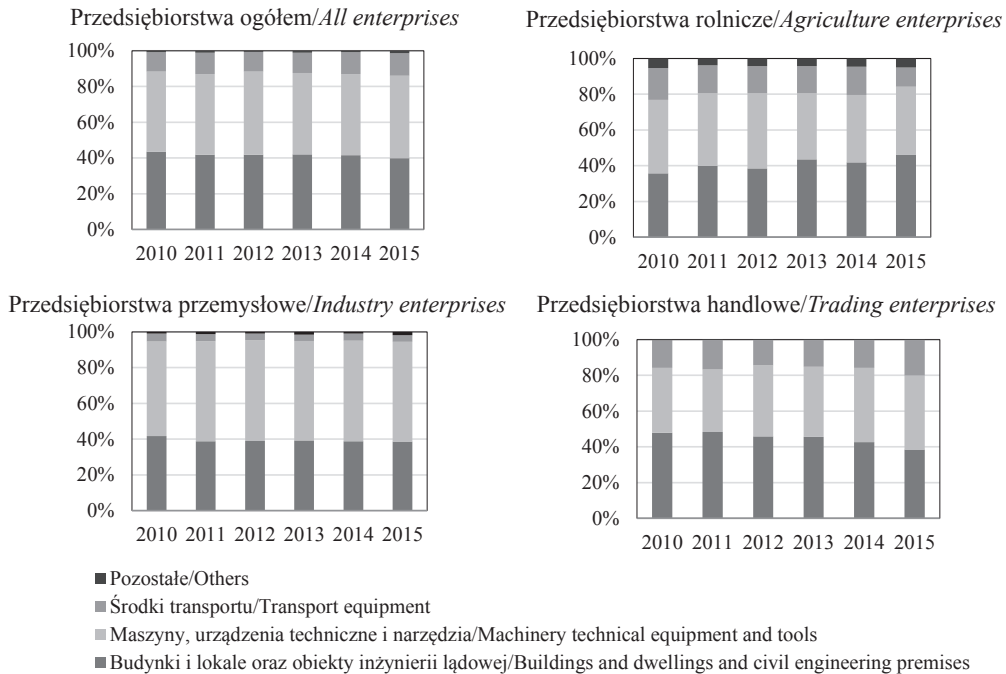 Przedsiębiorstwa ogółem/All enterprises
100%
80%
60%
40%
20%
0%
2010 2011 2012 2013 2014 2015
Przedsiębiorstwa rolnicze/Agriculture enterprises
100%
80%
60%
40%
20%
0%
2010 2011 2012 2013 2014 2015
Przedsiębiorstwa przemysłowe/Industry enterprises
100%
80%
60%
40%
20%
0%
2010 2011 2012 2013 2014 2015
Przedsiębiorstwa handlowe/Trading enterprises
100%
80%
60%
40%
20%
0%
2010 2011 2012 2013 2014 2015
Pozostałe/Others
Środki transportu/Transport equipment
Maszyny, urządzenia techniczne i narzędzia/Machinery technical equipment and tools
Budynki i lokale oraz obiekty inżynierii lądowej/Buildings and dwellings and civil engineering premises